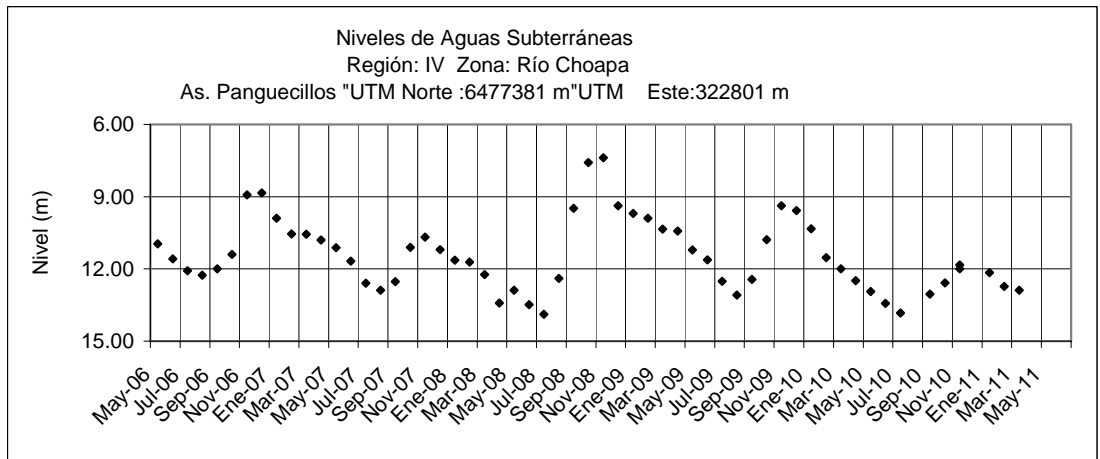 Niveles de Aguas Subterráneas
Región: IV Zona: Río Choapa
As. Panguecillos "UTM Norte :6477381 m"UTM Este:322801 m
Nivel (m)
6.00
9.00
12.00
15.00
May-06
Jul-06
Sep-06
Nov-06
Ene-07
Mar-07
May-07
Jul-07
Sep-07
Nov-07
Ene-08
Mar-08
May-08
Jul-08
Sep-08
Nov-08
Ene-09
Mar-09
May-09
Jul-09
Sep-09
Nov-09
Ene-10
Mar-10
May-10
Jul-10
Sep-10
Nov-10
Ene-11
Mar-11
May-11